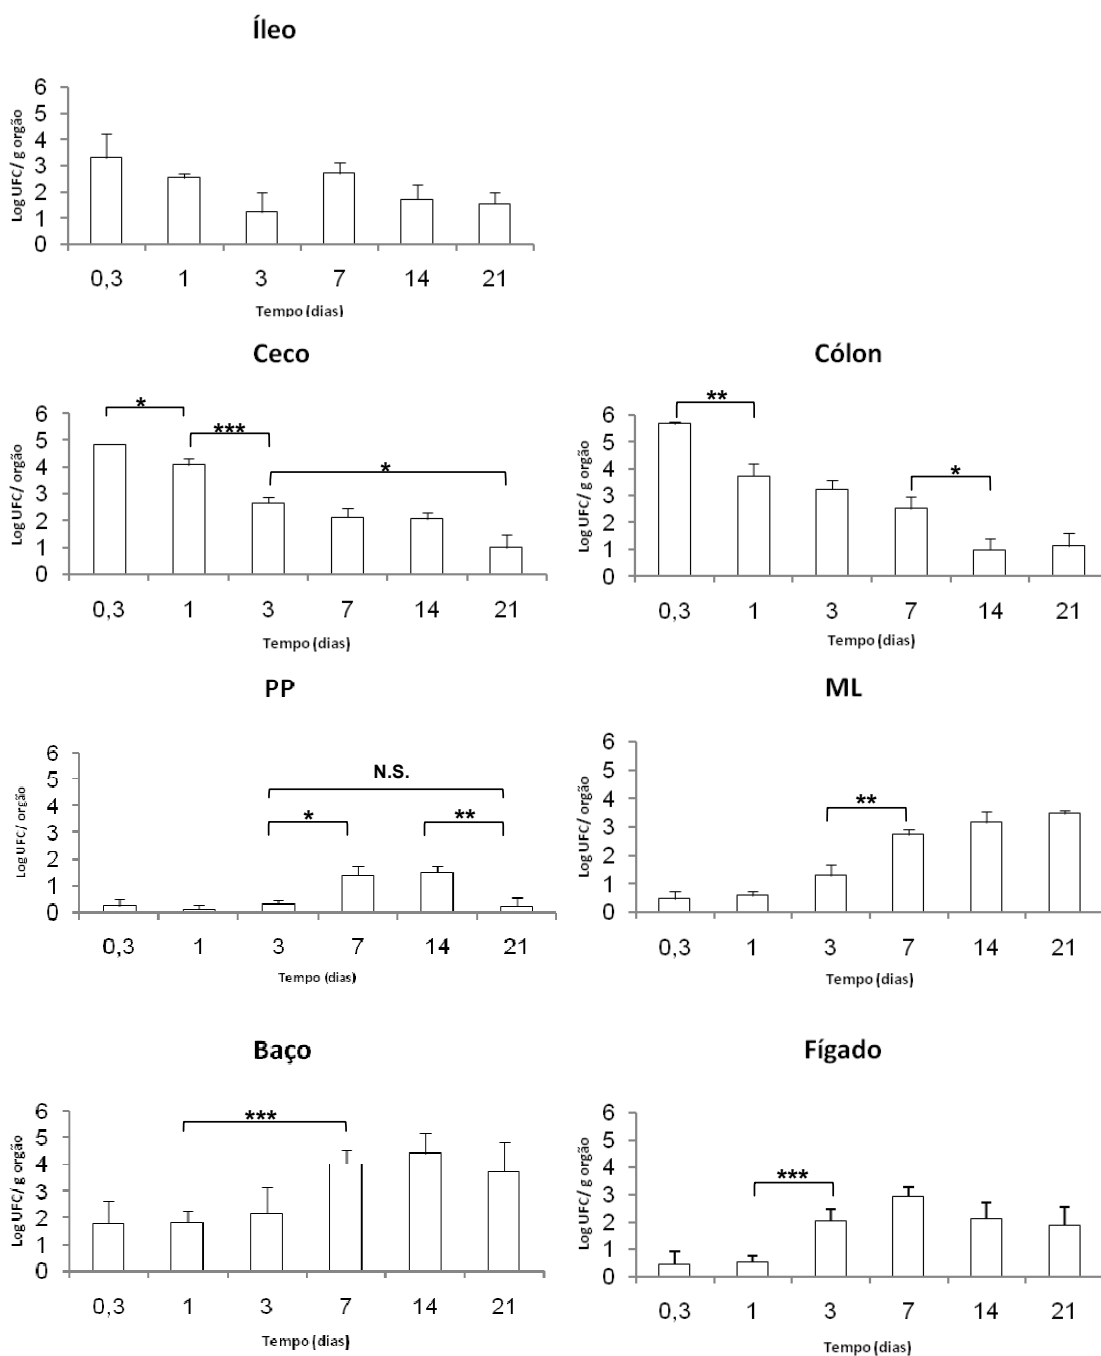 Íleo
Log UFC/ g orgão
6
5
4
3
2
1
0
0,3 1 3 7 14 21
Tempo (dias)
Ceco
Log UFC/ orgão
6
5
4
3
2
1
0
* *** *
0,3 1 3 7 14 21
Tempo (dias)
Cólon
Log UFC/ g orgão
6
5
4
3
2
1
0
** *
0,3 1 3 7 14 21
Tempo (dias)
PP
Log UFC/ orgão
6
5
4
3
2
1
0
N.S.
* **
0,3 1 3 7 14 21
Tempo (dias)
ML
Log UFC/ orgão
6
5
4
3
2
1
0
**
0,3 1 3 7 14 21
Tempo (dias)
Baço
Log UFC/ g orgão
6
5
4
3
2
1
0
***
0,3 1 3 7 14 21
Tempo (dias)
Fígado
Log UFC/ g orgão
6
5
4
3
2
1
0
***
0,3 1 3 7 14 21
Tempo (dias)